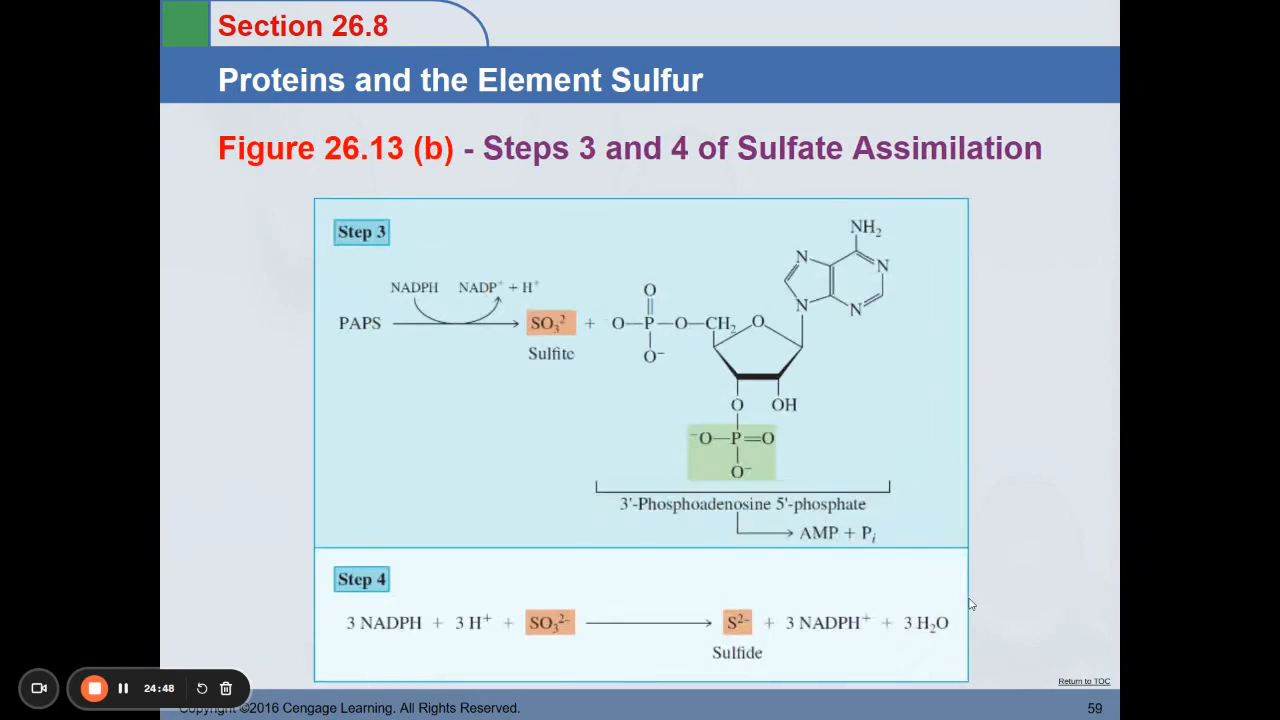 Section 26.8
Proteins and the Element Sulfur
Figure 26.13 (b) - Steps 3 and 4 of Sulfate Assimilation
Step 3
NH₂
N
N
N
N
NADPH NADP⁺ + H⁺
PAPS
SO₃²
+
O
O—P—O—CH₂
O
O⁻
Sulfite
O
OH
⁻O—P=O
O⁻
3'-Phosphoadenosine 5'-phosphate
AMP + Pᵢ
Step 4
3 NADPH + 3 H⁺ + SO₃²⁻ → S²⁻ + 3 NADPH⁺ + 3 H₂O
Sulfide
Return to TOC
24:48
Copyright ©2016 Cengage Learning. All Rights Reserved.
59